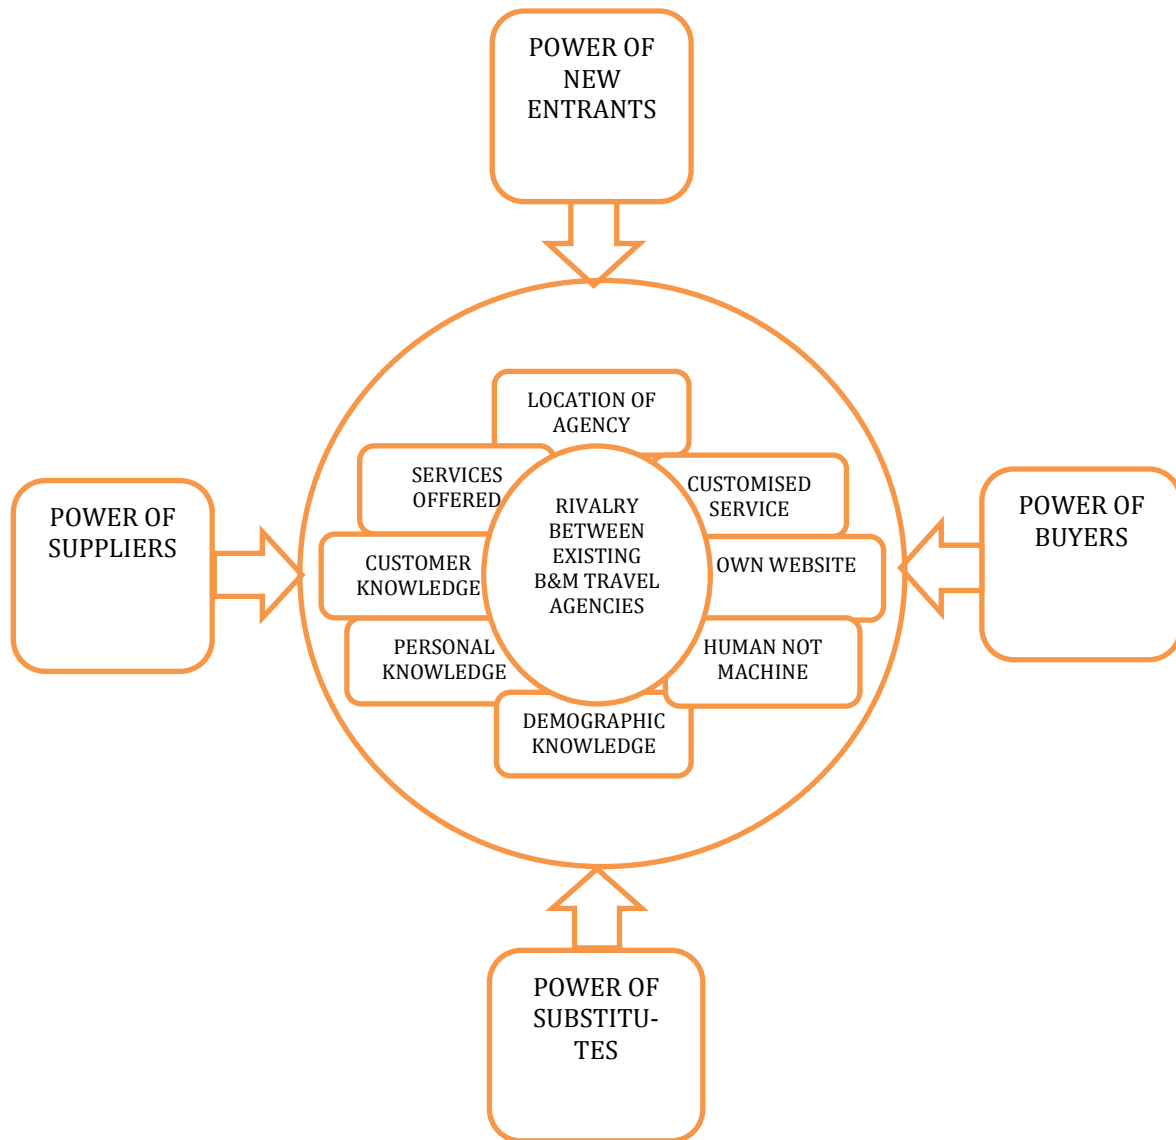 POWER OF
NEW
ENTRANTS
LOCATION OF
AGENCY
SERVICES
OFFERED
CUSTOMISED
SERVICE
POWER OF
SUPPLIERS
CUSTOMER
KNOWLEDGE
RIVALRY
BETWEEN
EXISTING
B&M TRAVEL
AGENCIES
OWN WEBSITE
POWER OF
BUYERS
PERSONAL
KNOWLEDGE
HUMAN NOT
MACHINE
DEMOGRAPHIC
KNOWLEDGE
POWER OF
SUBSTITU-
TES